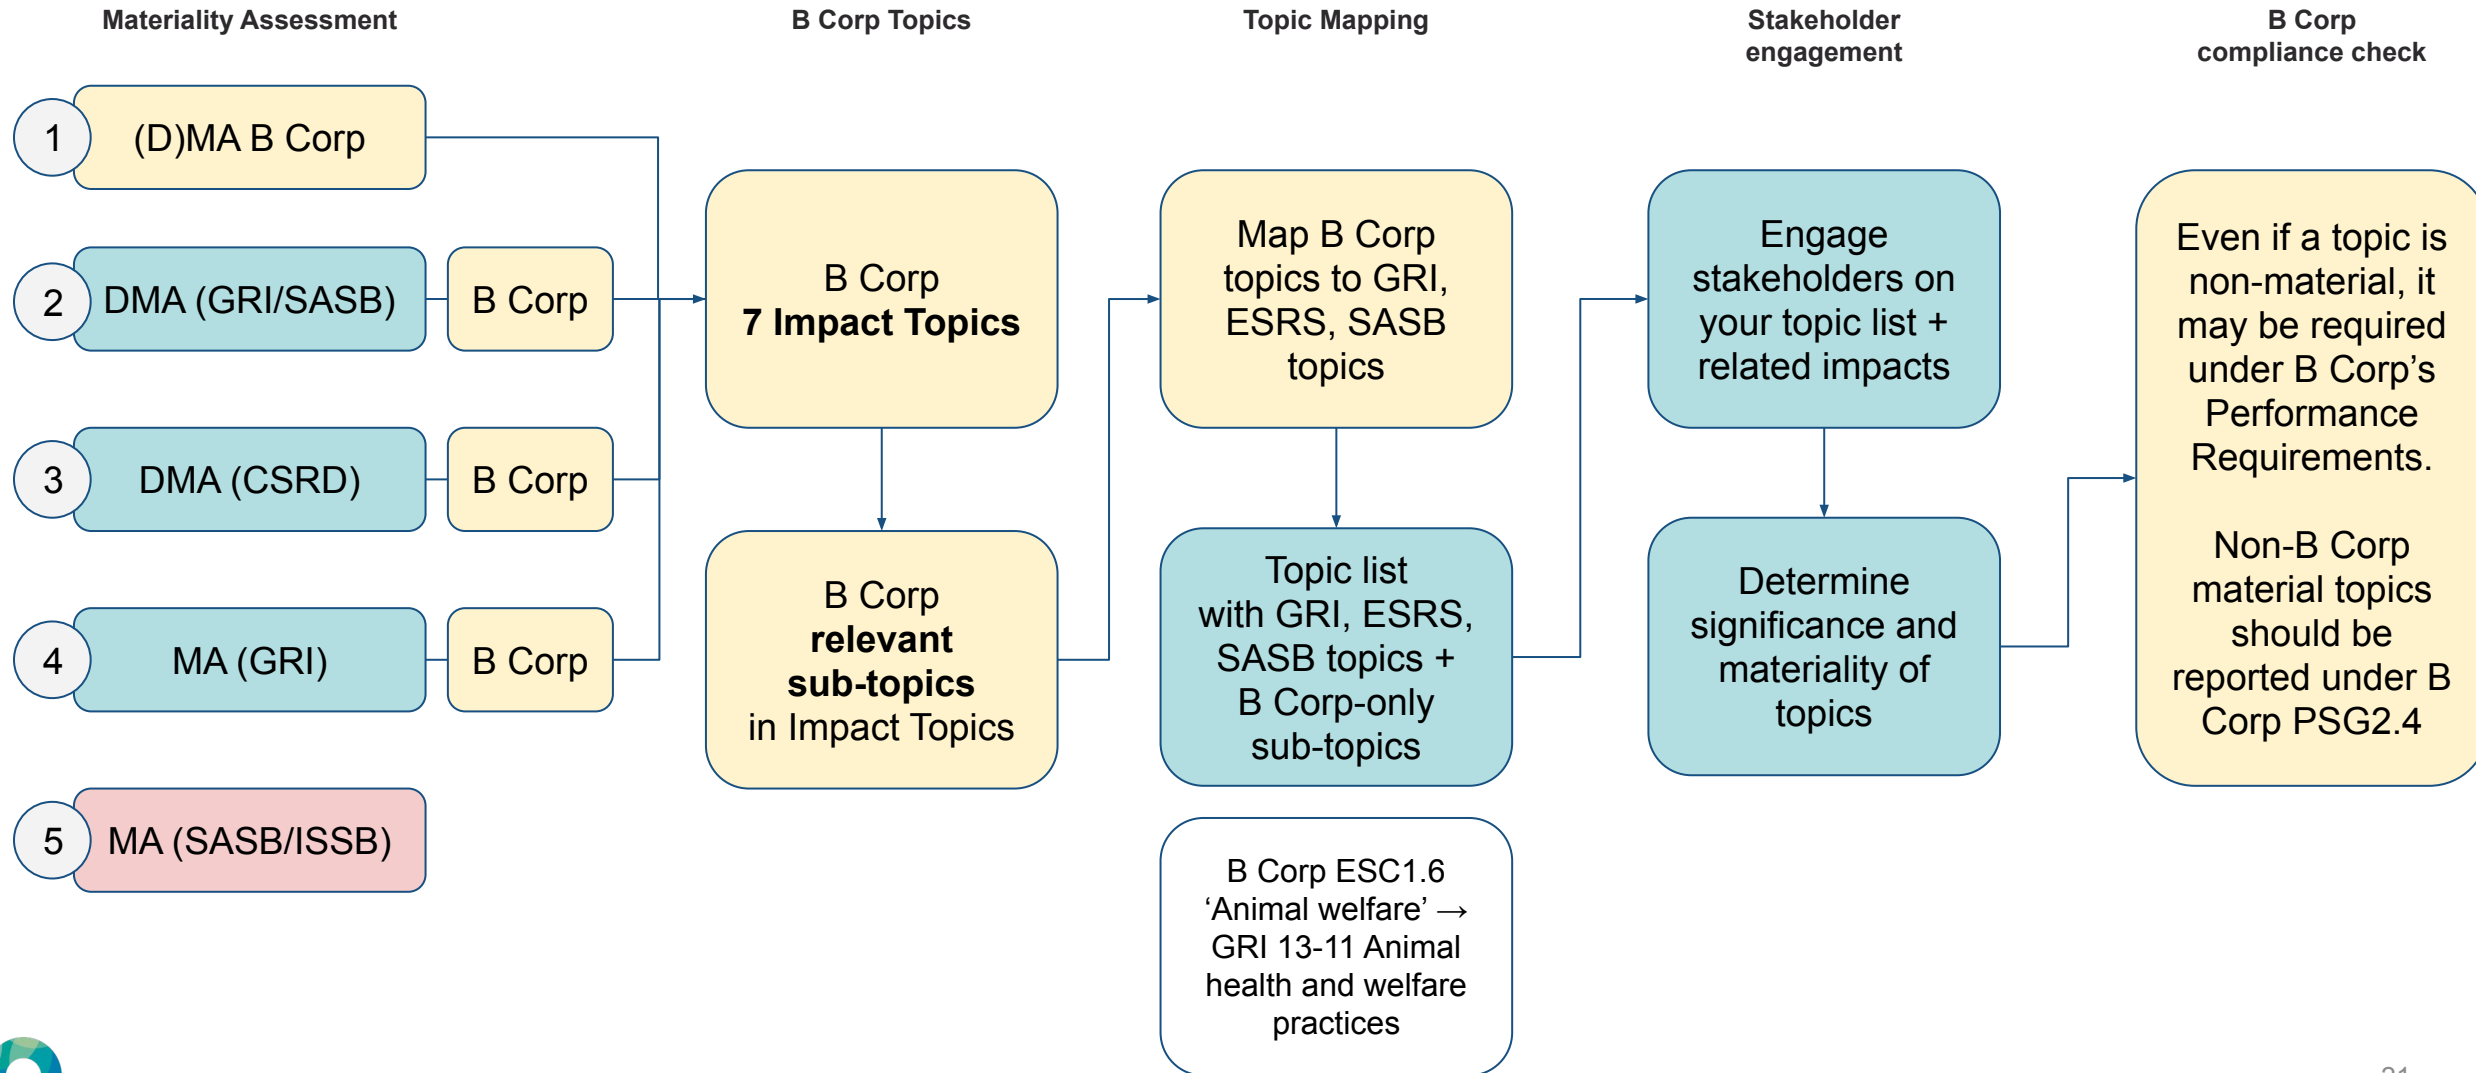 Materiality Assessment
B Corp Topics
Topic Mapping
Stakeholder
engagement
B Corp
compliance check
1
(D)MA B Corp
2
DMA (GRI/SASB)
B Corp
3
DMA (CSRD)
B Corp
4
MA (GRI)
B Corp
5
MA (SASB/ISSB)
B Corp
7 Impact Topics
B Corp
relevant
sub-topics
in Impact Topics
Map B Corp
topics to GRI,
ESRS, SASB
topics
Topic list
with GRI, ESRS,
SASB topics +
B Corp-only
sub-topics
B Corp ESC1.6
‘Animal welfare’ →
GRI 13-11 Animal
health and welfare
practices
Engage
stakeholders on
your topic list +
related impacts
Determine
significance and
materiality of
topics
Even if a topic is
non-material, it
may be required
under B Corp’s
Performance
Requirements.
Non-B Corp
material topics
should be
reported under B
Corp PSG2.4